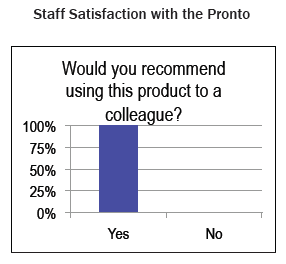 Staff Satisfaction with the Pronto
Would you recommend
using this product to a
colleague?
100%
75%
50%
25%
0%
Yes No